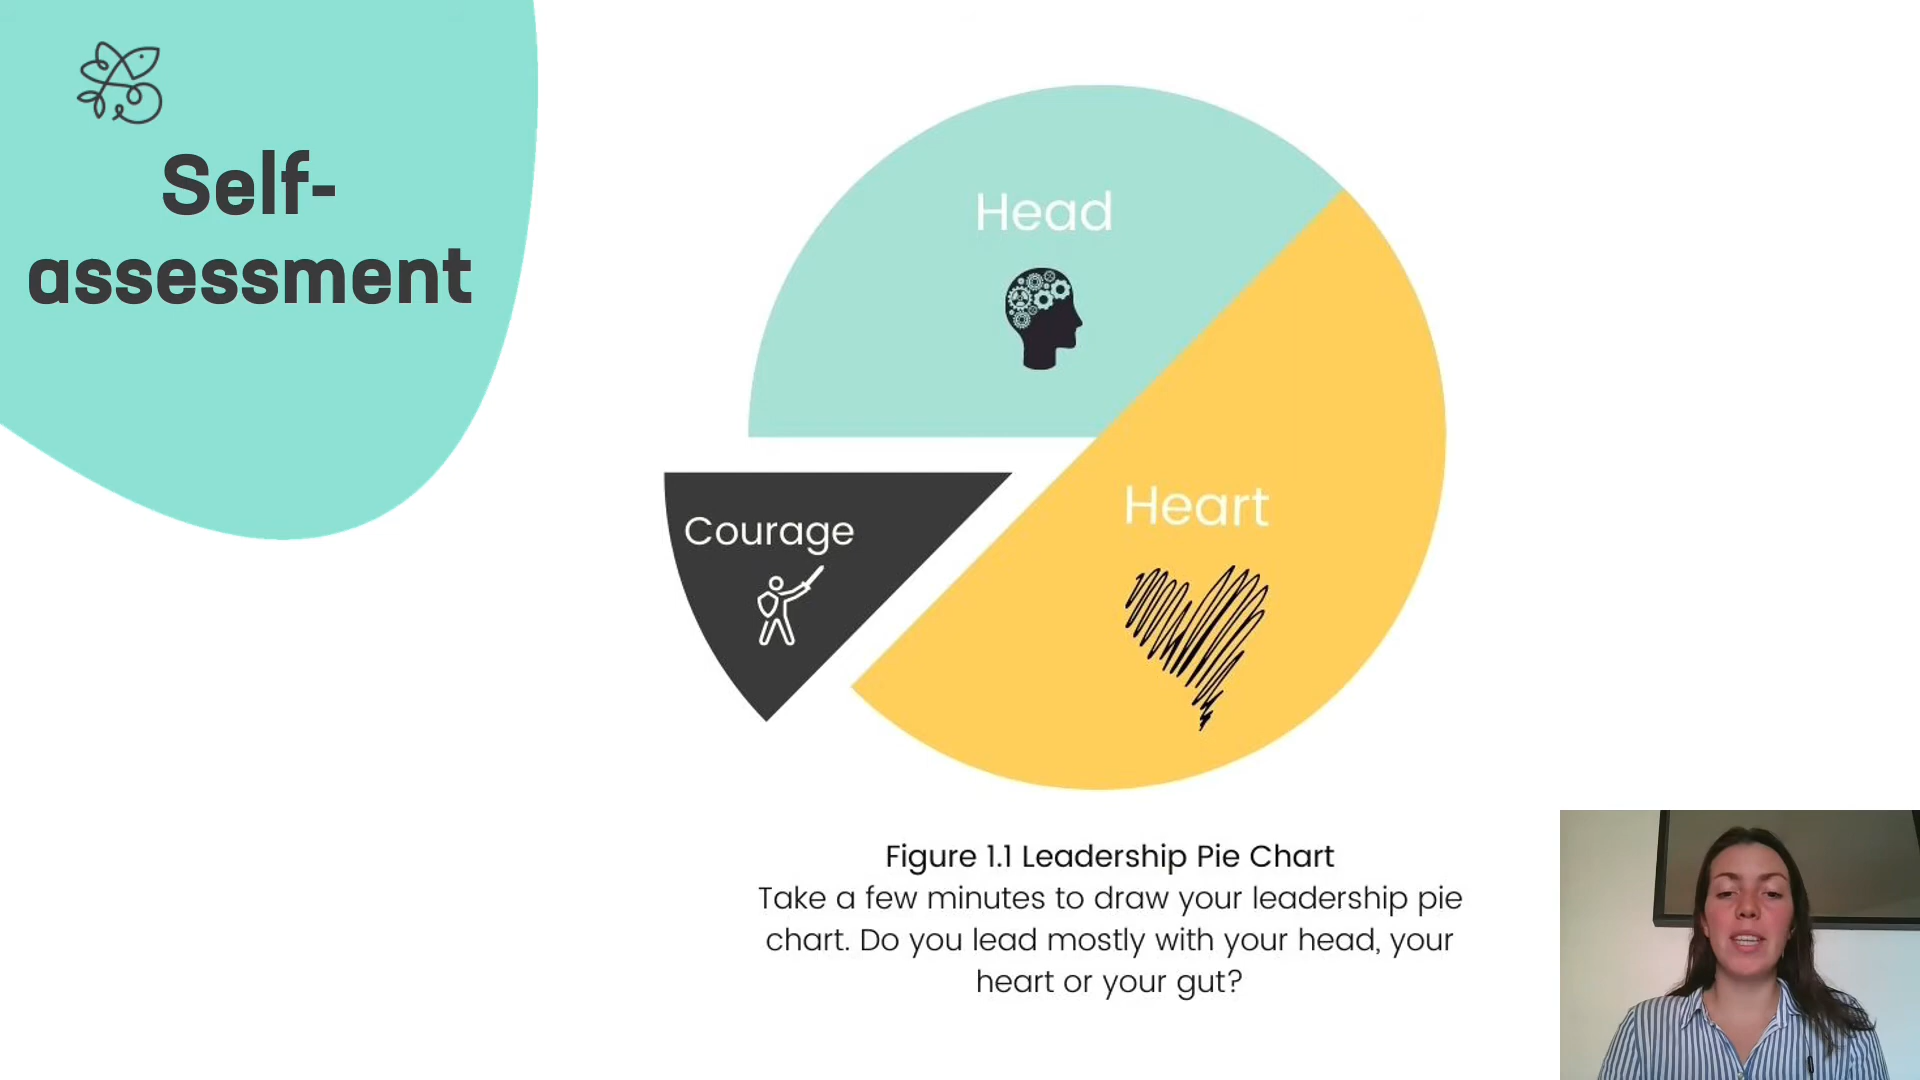 Self-
assessment
Head
Heart
Courage
Figure 1.1 Leadership Pie Chart
Take a few minutes to draw your leadership pie
chart. Do you lead mostly with your head, your
heart or your gut?